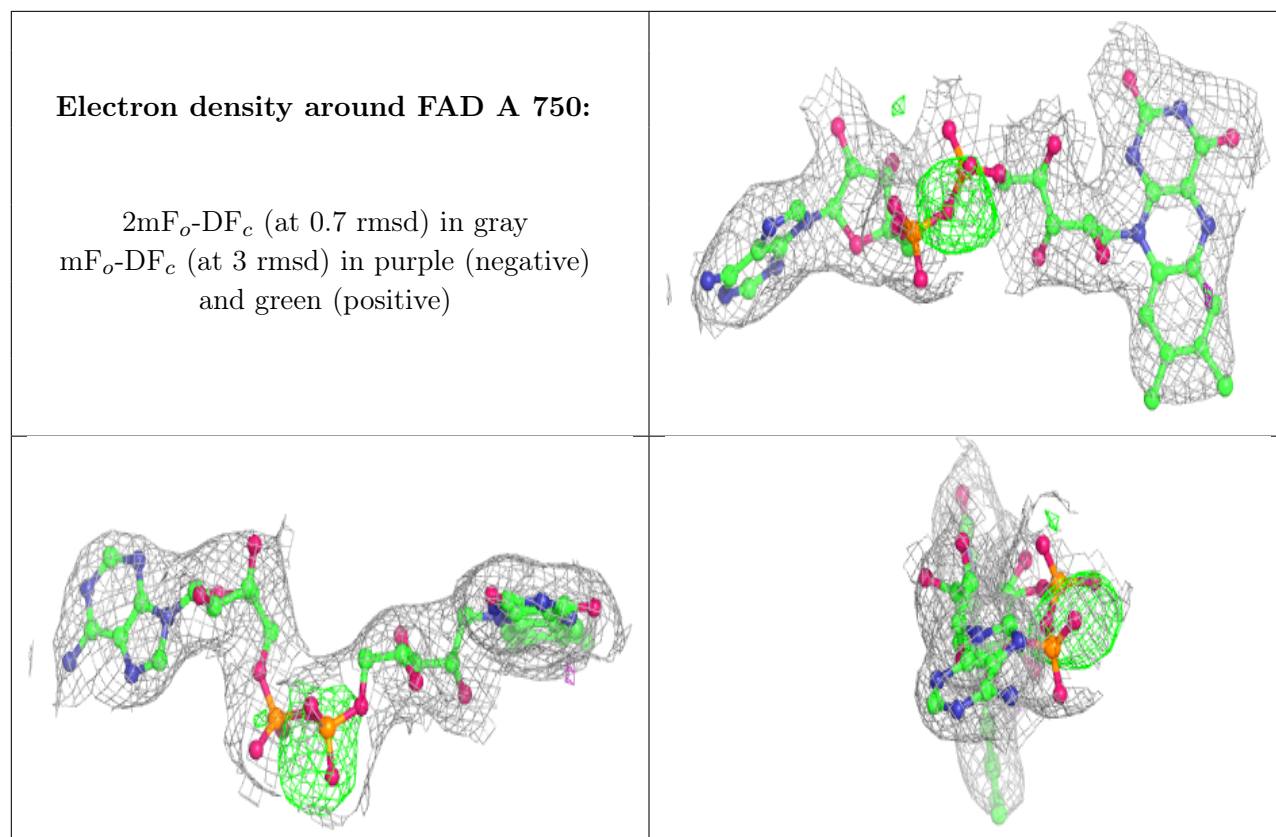 Electron density around FAD A 750:
2mFo-DFc (at 0.7 rmsd) in gray
mFo-DFc (at 3 rmsd) in purple (negative)
and green (positive)